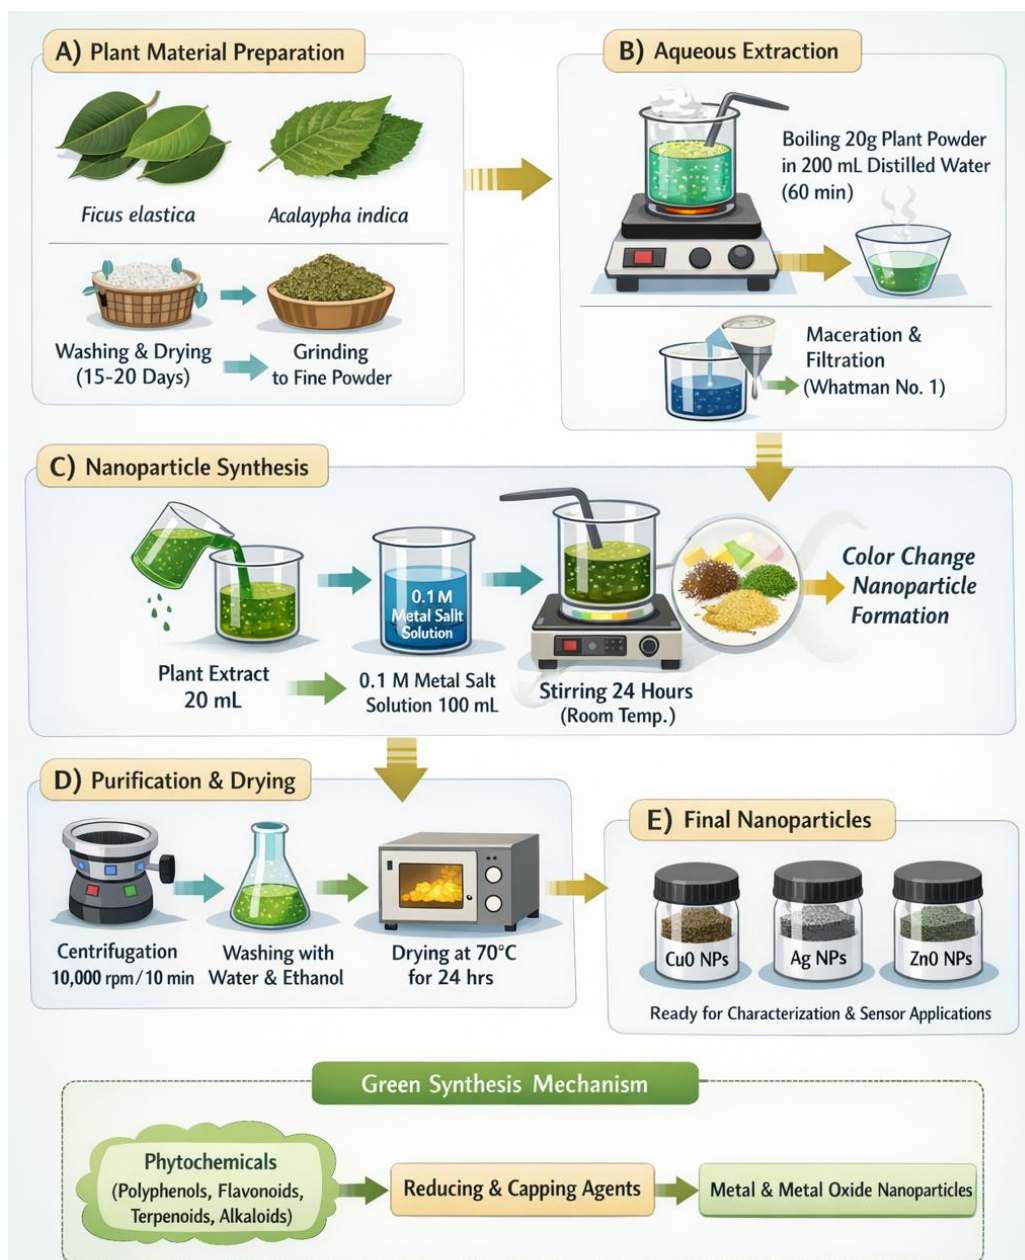 A) Plant Material Preparation
Ficus elastica
Acalaypha indica
Washing & Drying
(15-20 Days)
Grinding
to Fine Powder
B) Aqueous Extraction
Boiling 20g Plant Powder
in 200 mL Distilled Water
(60 min)
Maceration &
Filtration
(Whatman No. 1)
C) Nanoparticle Synthesis
Plant Extract
20 mL
0.1 M
Metal Sallt
Solution
0.1 M Metal Salt
Solution 100 mL
Stirring 24 Hours
(Room Temp.)
Color Change
Nanoparticle
Formation
D) Purification & Drying
Centrifugation
10,000 rpm/10 min
Washing with
Water & Ethanol
Drying at 70°C
for 24 hrs
E) Final Nanoparticles
CuO NPs
Ag NPs
ZnO NPs
Ready for Characterization & Sensor Applications
Green Synthesis Mechanism
Phytochemicals
(Polyphenols, Flavonoids,
Terpenoids, Alkaloids)
Reducing & Capping Agents
Metal & Metal Oxide Nanoparticles